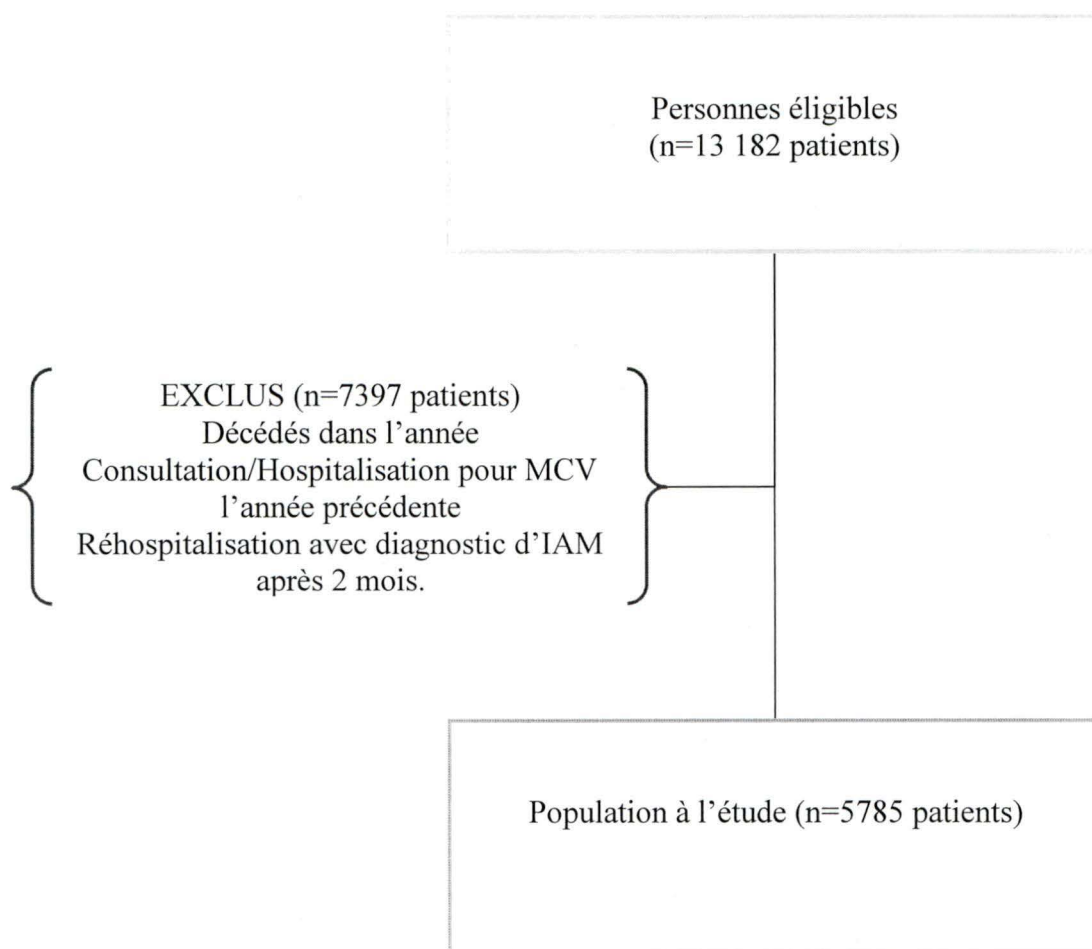 Personnes éligibles
(n=13 182 patients)
EXCLUS (n=7397 patients)
Décédés dans l’année
Consultation/Hospitalisation pour MCV
l’année précédente
Réhospitalisation avec diagnostic d’IAM
après 2 mois.
Population à l’étude (n=5785 patients)